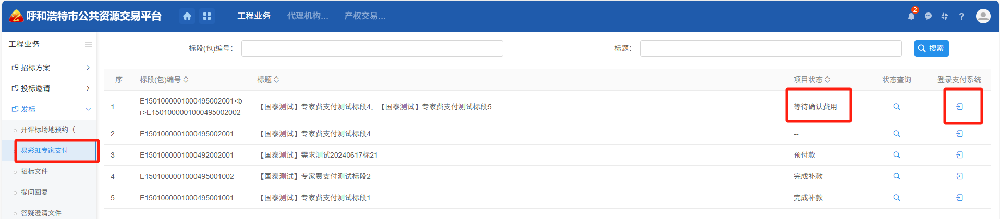 呼和浩特市公共资源交易平台
工程业务
代理机构...
产权交易...
2
?
工程业务
标段(包)编号：
标题：
搜索
招标方案
投标邀请
发标
开评标场地预约（...
易彩虹专家支付
招标文件
提问回复
答疑澄清文件
序 标段(包)编号 标题 项目状态 状态查询 登录支付系统
1 E1501000001000495002001<b
r>E1501000001000495002002
【国泰测试】专家费支付测试标段4、【国泰测试】专家费支付测试标段5 等待确认费用
2 E1501000001000495002001 【国泰测试】专家费支付测试标段4 --
3 E1501000001000492002001 【国泰测试】需求测试20240617标21 预付款
4 E1501000001000495001002 【国泰测试】专家费支付测试标段2 完成补款
5 E1501000001000495001001 【国泰测试】专家费支付测试标段1 完成补款